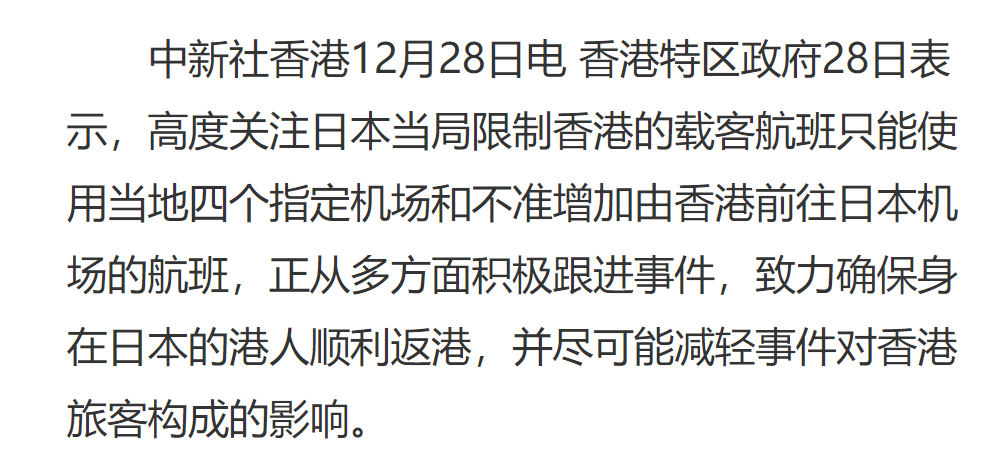 中新社香港12月28日电 香港特区政府28日表
示，高度关注日本当局限制香港的载客航班只能使
用当地四个指定机场和不准增加由香港前往日本机
场的航班，正从多方面积极跟进事件，致力确保身
在日本的港人顺利返港，并尽可能减轻事件对香港
旅客构成的影响。